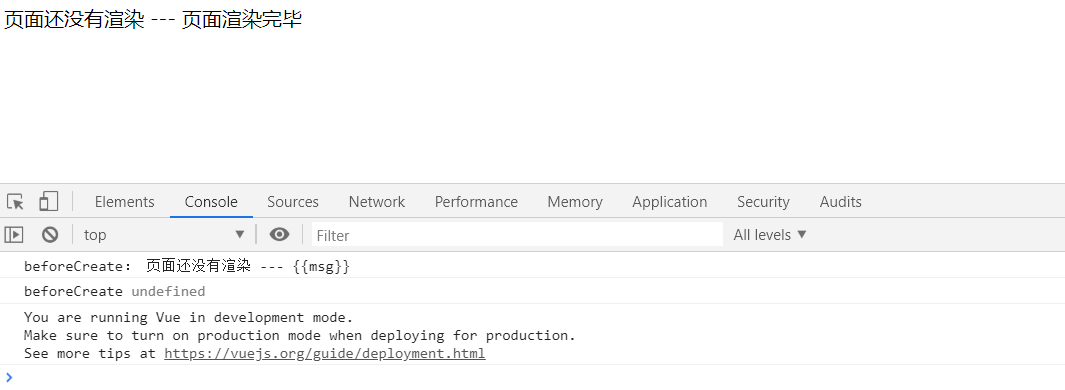 页面还没有渲染 --- 页面渲染完毕
Elements Console Sources Network Performance Memory Application Security Audits
top Filter All levels
beforeCreate: 页面还没有渲染 --- {{msg}}
beforeCreate undefined
You are running Vue in development mode.
Make sure to turn on production mode when deploying for production.
See more tips at https://vuejs.org/guide/deployment.html